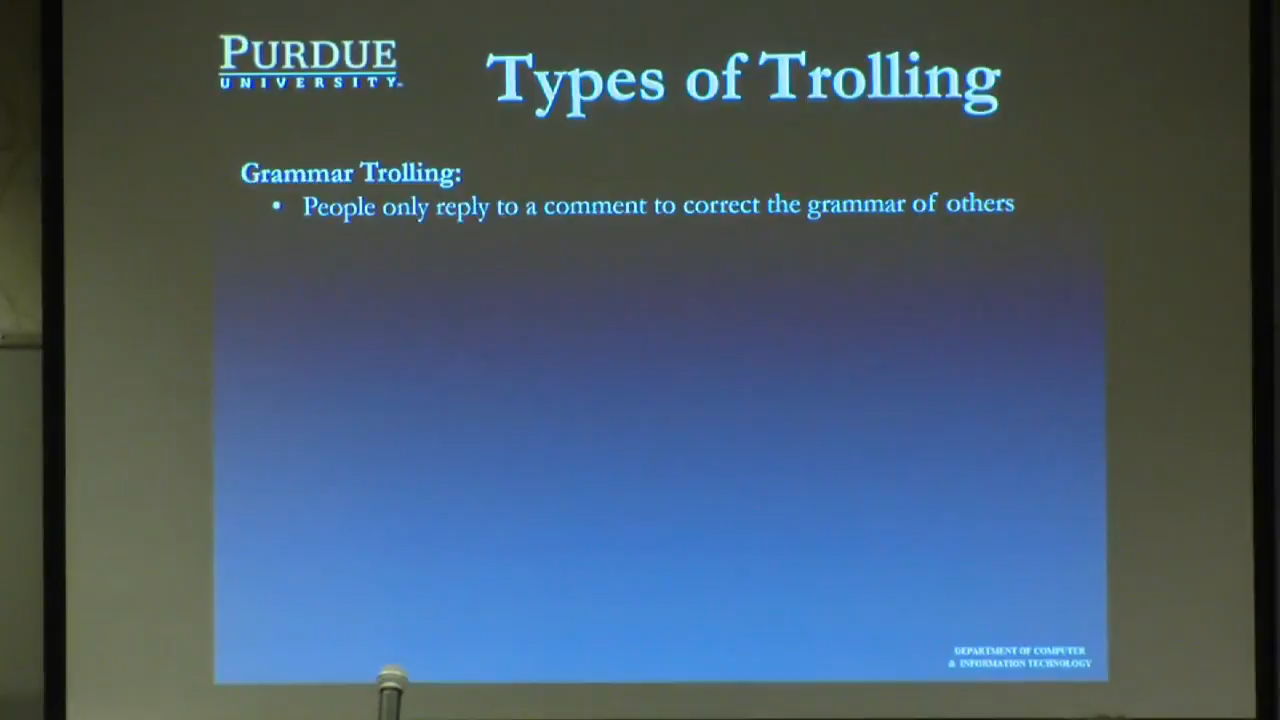 PURDUE
UNIVERSITY
Types of Trolling
Grammar Trolling:
• People only reply to a comment to correct the grammar of others
DEPARTMENT OF COMPUTER
& INFORMATION TECHNOLOGY